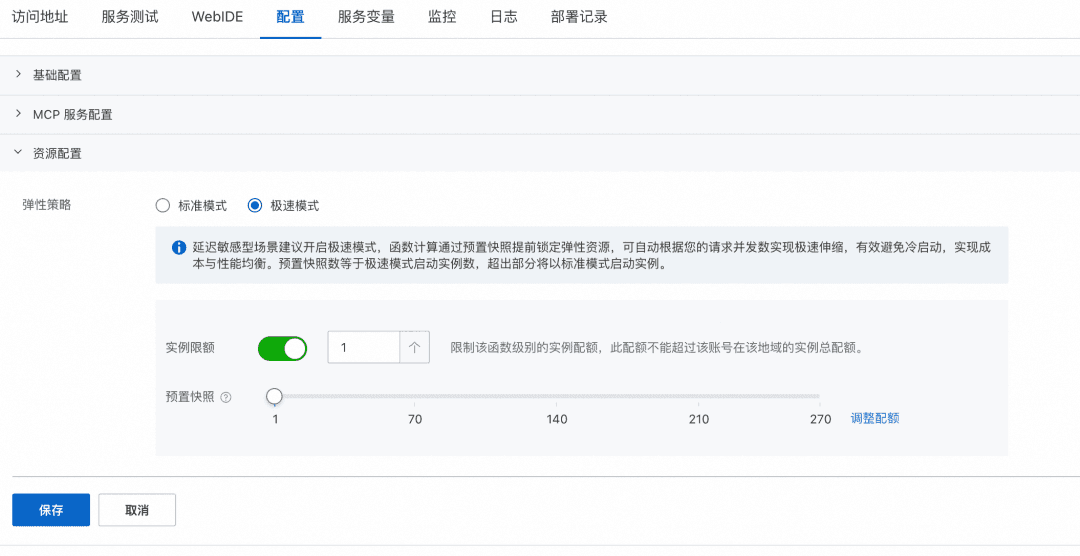 访问地址 服务测试 WebIDE 配置 服务变量 监控 日志 部署记录
基础配置
MCP 服务配置
资源配置
弹性策略 标准模式 极速模式
延迟敏感型场景建议开启极速模式，函数计算通过预置快照提前锁定弹性资源，可自动根据您的请求并发数实现极速伸缩，有效避免冷启动，实现成
本与性能均衡。预置快照数等于极速模式启动实例数，超出部分将以标准模式启动实例。
实例限额 1 个 限制该函数级别的实例配额，此配额不能超过该账号在该地域的实例总配额。
预置快照
1 70 140 210 270 调整配额
保存 取消